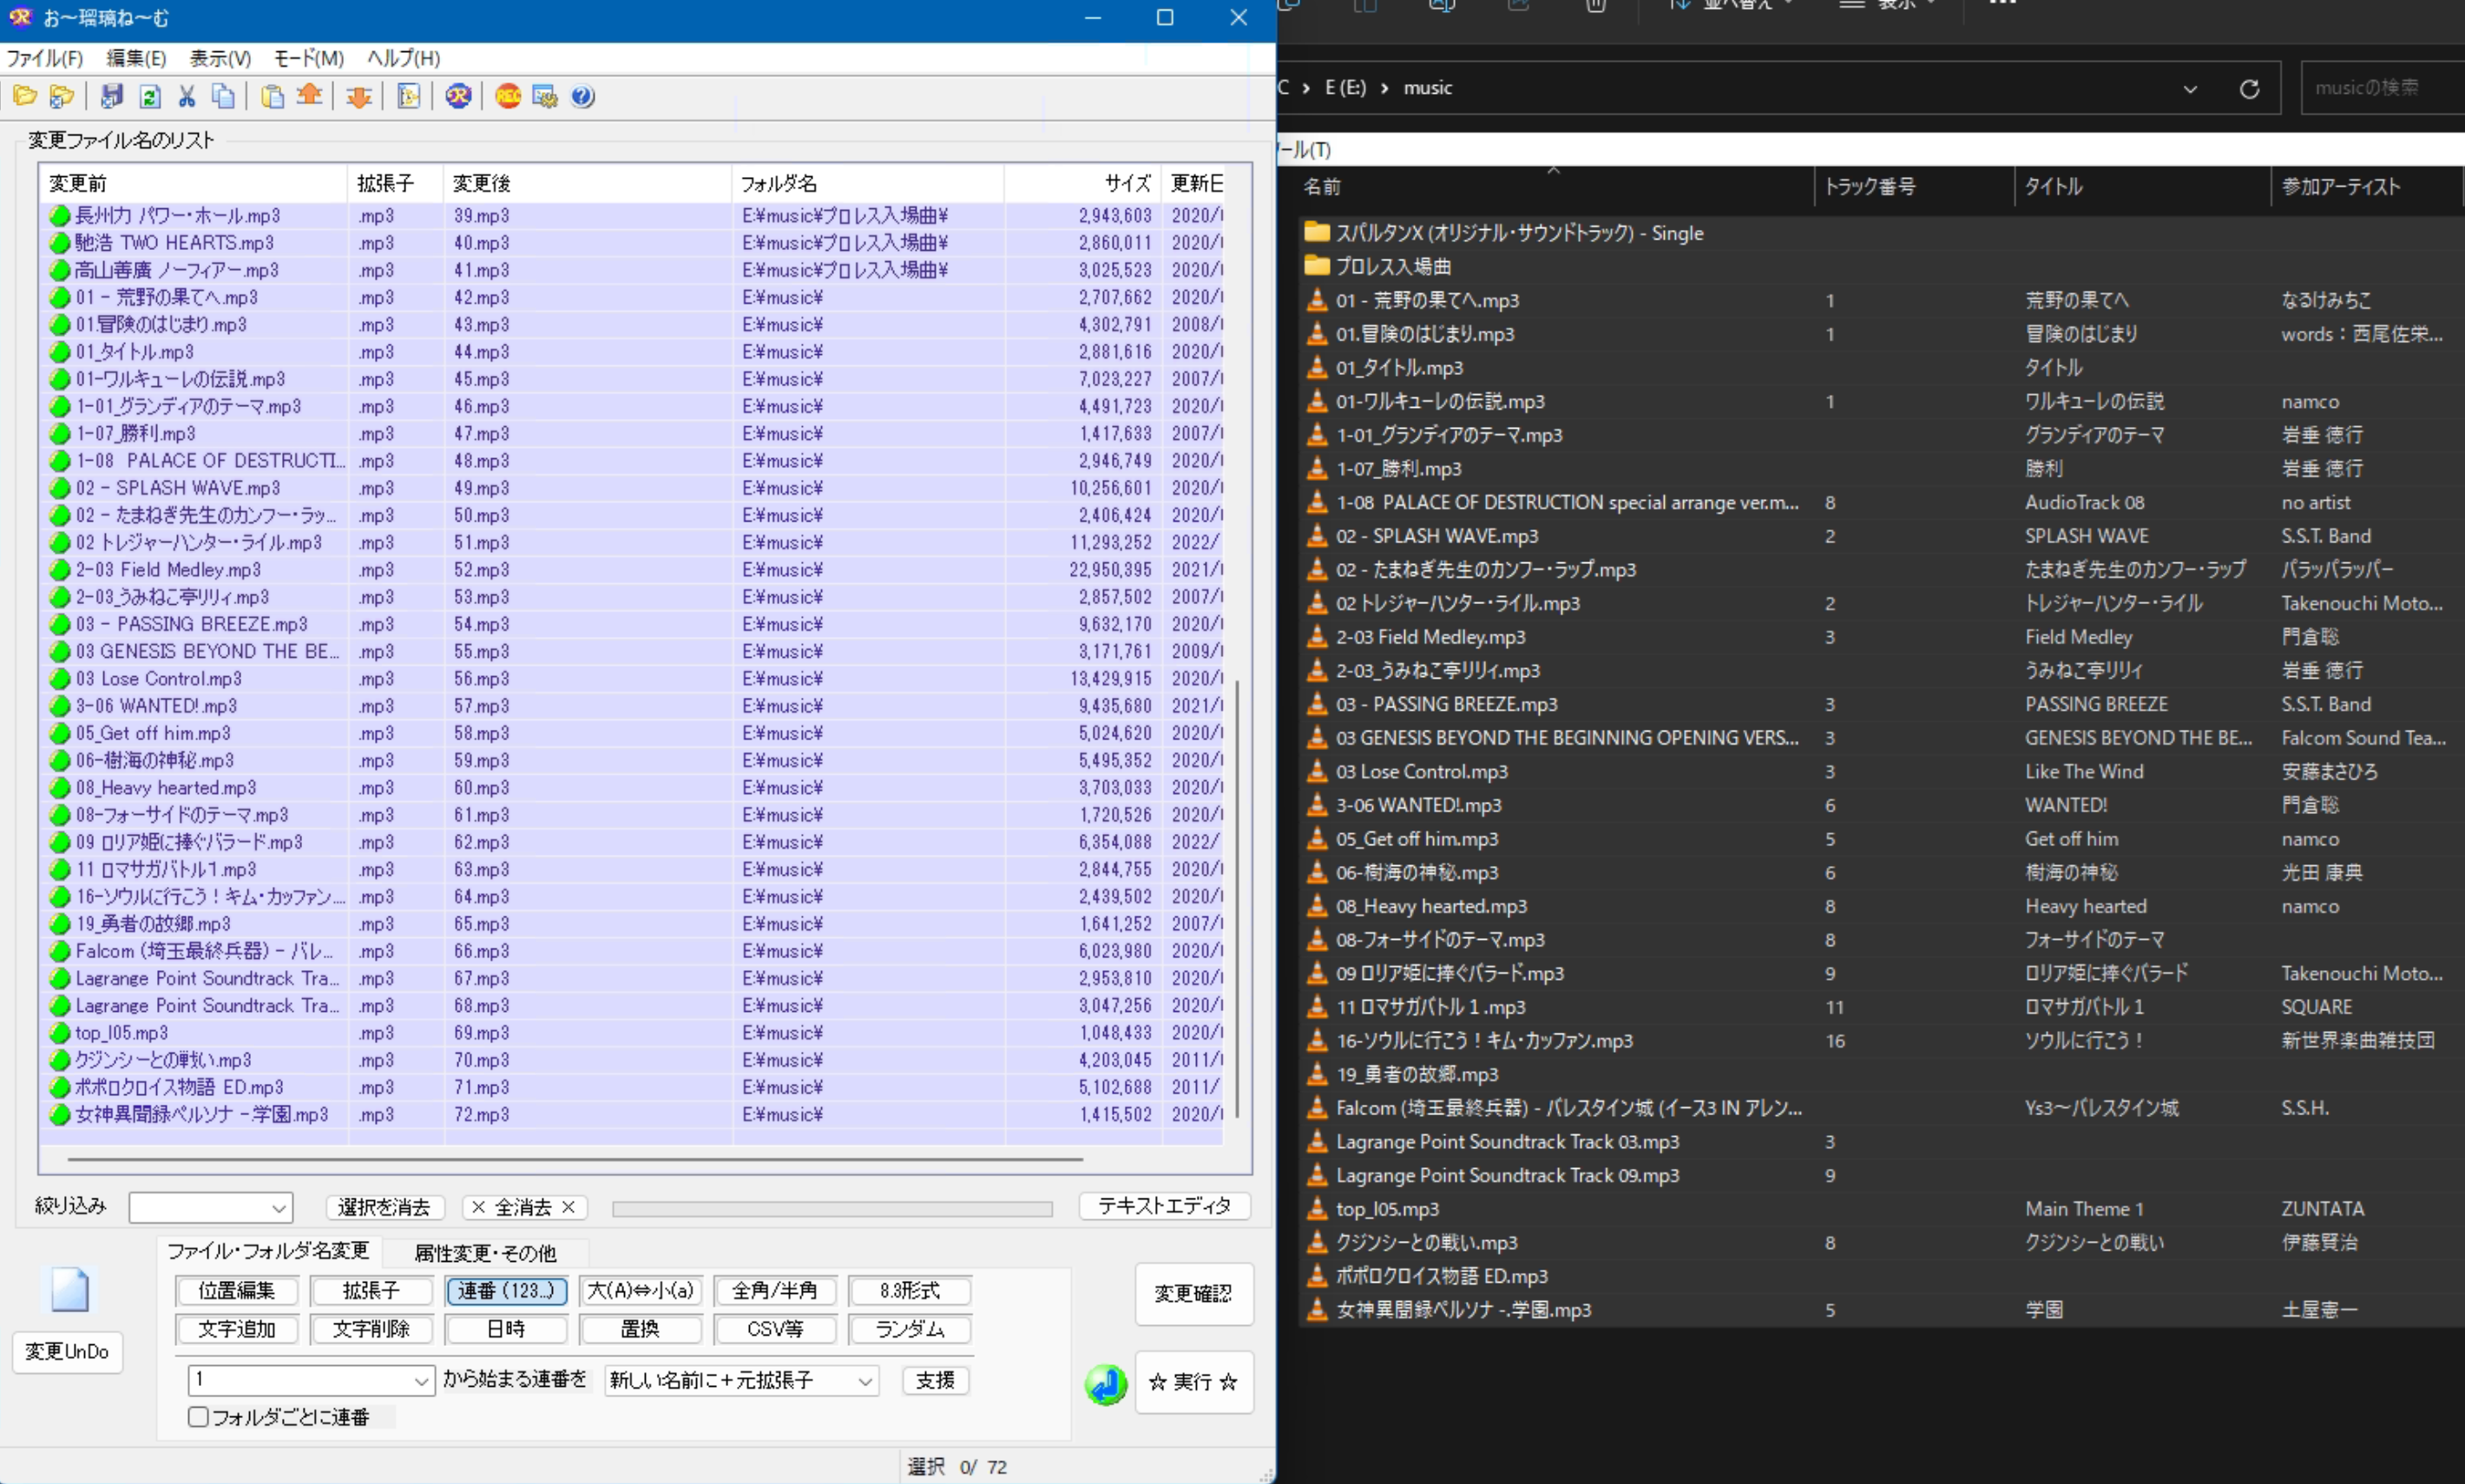 お～瑠璃ね～む
ファイル(F) 編集(E) 表示(V) モード(M) ヘルプ(H)
変更ファイル名のリスト
変更前 拡張子 変更後 フォルダ名 サイズ 更新日
長州力 パワー・ホール.mp3 .mp3 39.mp3 E:¥music¥プロレス入場曲¥ 2,943,603 2020/
馳浩 TWO HEARTS.mp3 .mp3 40.mp3 E:¥music¥プロレス入場曲¥ 2,860,011 2020/
高山善廣 ノーフィアー.mp3 .mp3 41.mp3 E:¥music¥プロレス入場曲¥ 3,025,523 2020/
01 - 荒野の果てへ.mp3 .mp3 42.mp3 E:¥music¥ 2,707,662 2020/
01.冒険のはじまり.mp3 .mp3 43.mp3 E:¥music¥ 4,302,791 2008/
01_タイトル.mp3 .mp3 44.mp3 E:¥music¥ 2,881,616 2020/
01-ワルキューレの伝説.mp3 .mp3 45.mp3 E:¥music¥ 7,023,227 2007/
1-01_グランディアのテーマ.mp3 .mp3 46.mp3 E:¥music¥ 4,491,723 2020/
1-07_勝利.mp3 .mp3 47.mp3 E:¥music¥ 1,417,633 2007/
1-08 PALACE OF DESTRUCTI... .mp3 48.mp3 E:¥music¥ 2,946,749 2020/
02 - SPLASH WAVE.mp3 .mp3 49.mp3 E:¥music¥ 10,256,601 2020/
02 - たまねぎ先生のカンフー・ラッ... .mp3 50.mp3 E:¥music¥ 2,406,424 2020/
02 トレジャーハンター・ライル.mp3 .mp3 51.mp3 E:¥music¥ 11,293,252 2022/
2-03 Field Medley.mp3 .mp3 52.mp3 E:¥music¥ 22,950,395 2021/
2-03_うみねこ亭リリィ.mp3 .mp3 53.mp3 E:¥music¥ 2,857,502 2007/
03 - PASSING BREEZE.mp3 .mp3 54.mp3 E:¥music¥ 9,632,170 2020/
03 GENESIS BEYOND THE BE... .mp3 55.mp3 E:¥music¥ 3,171,761 2009/
03 Lose Control.mp3 .mp3 56.mp3 E:¥music¥ 13,429,915 2020/
3-06 WANTED!.mp3 .mp3 57.mp3 E:¥music¥ 9,435,680 2021/
05_Get off him.mp3 .mp3 58.mp3 E:¥music¥ 5,024,620 2020/
06-樹海の神秘.mp3 .mp3 59.mp3 E:¥music¥ 5,495,352 2020/
08_Heavy hearted.mp3 .mp3 60.mp3 E:¥music¥ 3,703,033 2020/
08-フォーサイドのテーマ.mp3 .mp3 61.mp3 E:¥music¥ 1,720,526 2020/
09 ロリア姫に捧ぐバラード.mp3 .mp3 62.mp3 E:¥music¥ 6,354,088 2022/
11 ロマサガバトル1.mp3 .mp3 63.mp3 E:¥music¥ 2,844,755 2020/
16-ソウルに行こう！キム・カッファン.... .mp3 64.mp3 E:¥music¥ 2,439,502 2020/
19_勇者の故郷.mp3 .mp3 65.mp3 E:¥music¥ 1,641,252 2007/
Falcom (埼玉最終兵器) - バレ... .mp3 66.mp3 E:¥music¥ 6,023,980 2020/
Lagrange Point Soundtrack Tra... .mp3 67.mp3 E:¥music¥ 2,953,810 2020/
Lagrange Point Soundtrack Tra... .mp3 68.mp3 E:¥music¥ 3,047,256 2020/
top_l05.mp3 .mp3 69.mp3 E:¥music¥ 1,048,433 2020/
クジンシーとの戦い.mp3 .mp3 70.mp3 E:¥music¥ 4,203,045 2011/
ポポロクロイス物語 ED.mp3 .mp3 71.mp3 E:¥music¥ 5,102,688 2011/
女神異聞録ペルソナ -.学園.mp3 .mp3 72.mp3 E:¥music¥ 1,415,502 2020/
絞り込み 選択を消去 × 全消去 × テキストエディタ
ファイル・フォルダ名変更 属性変更・その他
位置編集 拡張子 連番 (123..) 大(A)⇔小(a) 全角/半角 8.3形式
文字追加 文字削除 日時 置換 CSV等 ランダム
変更UnDo
変更確認
1 から始まる連番を 新しい名前に＋元拡張子 支援
☆ 実行 ☆
フォルダごとに連番
選択 0/ 72
並べ替え 表示 ...
C › E (E:) › music
musicの検索
ール(T)
名前 トラック番号 タイトル 参加アーティスト
スパルタンX (オリジナル・サウンドトラック) - Single
プロレス入場曲
01 - 荒野の果てへ.mp3 1 荒野の果てへ なるけみちこ
01.冒険のはじまり.mp3 1 冒険のはじまり words：西尾佐栄...
01_タイトル.mp3 タイトル
01-ワルキューレの伝説.mp3 1 ワルキューレの伝説 namco
1-01_グランディアのテーマ.mp3 グランディアのテーマ 岩垂 徳行
1-07_勝利.mp3 勝利 岩垂 徳行
1-08 PALACE OF DESTRUCTION special arrange ver.m... 8 AudioTrack 08 no artist
02 - SPLASH WAVE.mp3 2 SPLASH WAVE S.S.T. Band
02 - たまねぎ先生のカンフー・ラップ.mp3 たまねぎ先生のカンフー・ラップ パラッパラッパー
02 トレジャーハンター・ライル.mp3 2 トレジャーハンター・ライル Takenouchi Moto...
2-03 Field Medley.mp3 3 Field Medley 門倉聡
2-03_うみねこ亭リリィ.mp3 うみねこ亭リリィ 岩垂 徳行
03 - PASSING BREEZE.mp3 3 PASSING BREEZE S.S.T. Band
03 GENESIS BEYOND THE BEGINNING OPENING VERS... 3 GENESIS BEYOND THE BE... Falcom Sound Tea...
03 Lose Control.mp3 3 Like The Wind 安藤まさひろ
3-06 WANTED!.mp3 6 WANTED! 門倉聡
05_Get off him.mp3 5 Get off him namco
06-樹海の神秘.mp3 6 樹海の神秘 光田 康典
08_Heavy hearted.mp3 8 Heavy hearted namco
08-フォーサイドのテーマ.mp3 8 フォーサイドのテーマ
09 ロリア姫に捧ぐバラード.mp3 9 ロリア姫に捧ぐバラード Takenouchi Moto...
11 ロマサガバトル１.mp3 11 ロマサガバトル１ SQUARE
16-ソウルに行こう！キム・カッファン.mp3 16 ソウルに行こう！ 新世界楽曲雑技団
19_勇者の故郷.mp3
Falcom (埼玉最終兵器) - バレスタイン城 (イース3 IN アレン... Ys3～バレスタイン城 S.S.H.
Lagrange Point Soundtrack Track 03.mp3 3
Lagrange Point Soundtrack Track 09.mp3 9
top_l05.mp3 Main Theme 1 ZUNTATA
クジンシーとの戦い.mp3 8 クジンシーとの戦い 伊藤賢治
ポポロクロイス物語 ED.mp3
女神異聞録ペルソナ -.学園.mp3 5 学園 土屋憲一